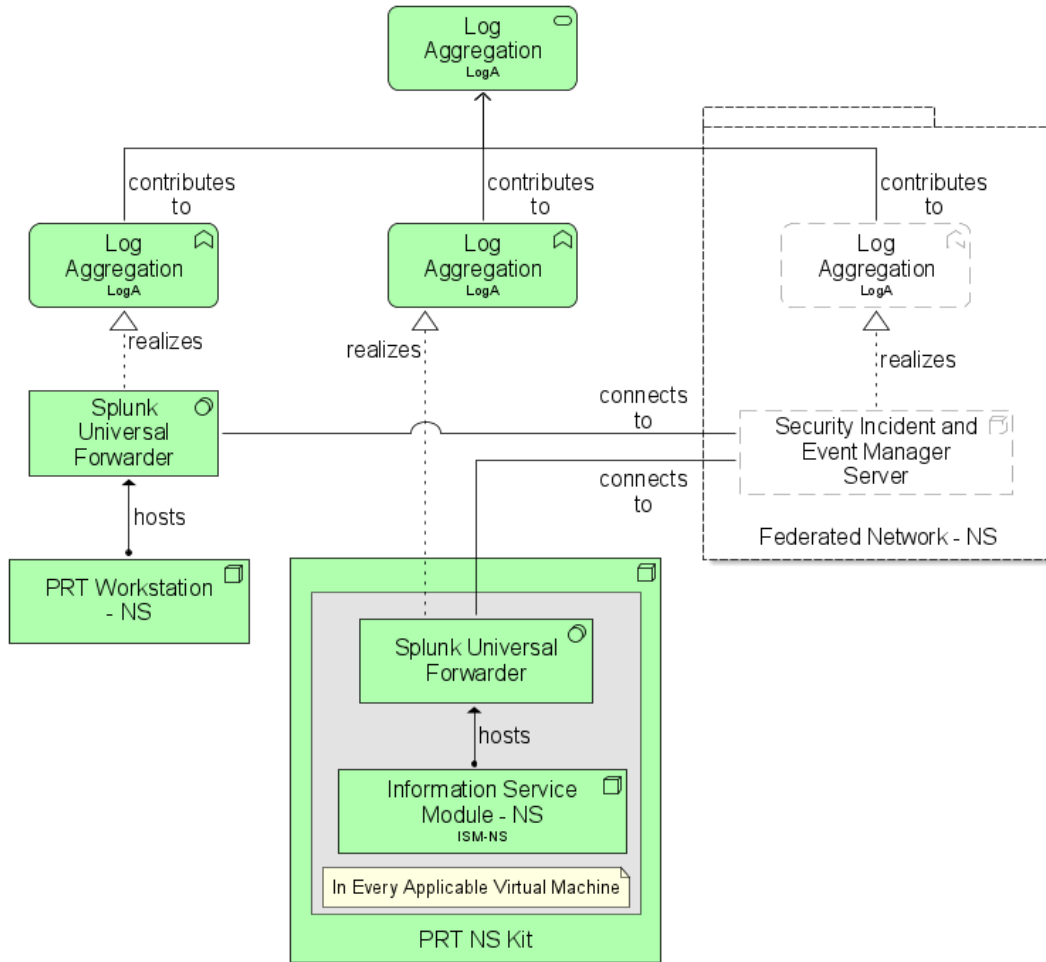 Log
Aggregation
LogA
contributes
to
contributes
to
contributes
to
Log
Aggregation
LogA
Log
Aggregation
LogA
Log
Aggregation
LogA
realizes
realizes
realizes
Splunk
Universal
Forwarder
connects
to
Security Incident and
Event Manager
Server
connects
to
hosts
Federated Network - NS
PRT Workstation
- NS
Splunk Universal
Forwarder
hosts
Information Service
Module - NS
ISM-NS
In Every Applicable Virtual Machine
PRT NS Kit